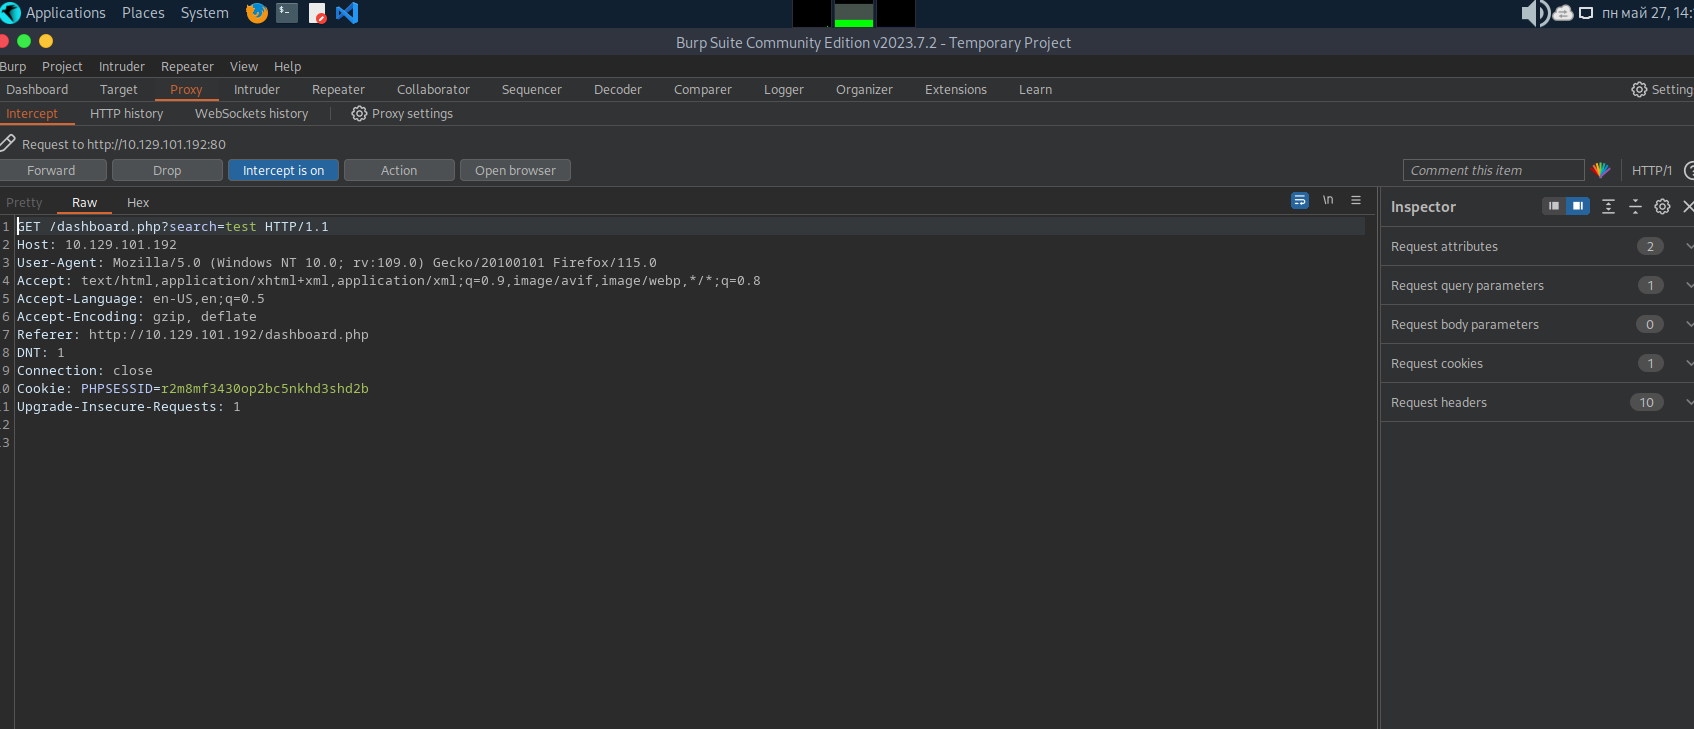 Applications Places System пн май 27, 14:
Burp Suite Community Edition v2023.7.2 - Temporary Project
Burp Project Intruder Repeater View Help
Dashboard Target Proxy Intruder Repeater Collaborator Sequencer Decoder Comparer Logger Organizer Extensions Learn Setting
Intercept HTTP history WebSockets history Proxy settings
Request to http://10.129.101.192:80
Forward Drop Intercept is on Action Open browser Comment this item HTTP/1
Pretty Raw Hex \n Inspector
1 GET /dashboard.php?search=test HTTP/1.1
2 Host: 10.129.101.192
3 User-Agent: Mozilla/5.0 (Windows NT 10.0; rv:109.0) Gecko/20100101 Firefox/115.0
4 Accept: text/html,application/xhtml+xml,application/xml;q=0.9,image/avif,image/webp,*/*;q=0.8
5 Accept-Language: en-US,en;q=0.5
6 Accept-Encoding: gzip, deflate
7 Referer: http://10.129.101.192/dashboard.php
8 DNT: 1
9 Connection: close
0 Cookie: PHPSESSID=r2m8mf3430op2bc5nkhd3shd2b
1 Upgrade-Insecure-Requests: 1
2
3
Request attributes 2
Request query parameters 1
Request body parameters 0
Request cookies 1
Request headers 10